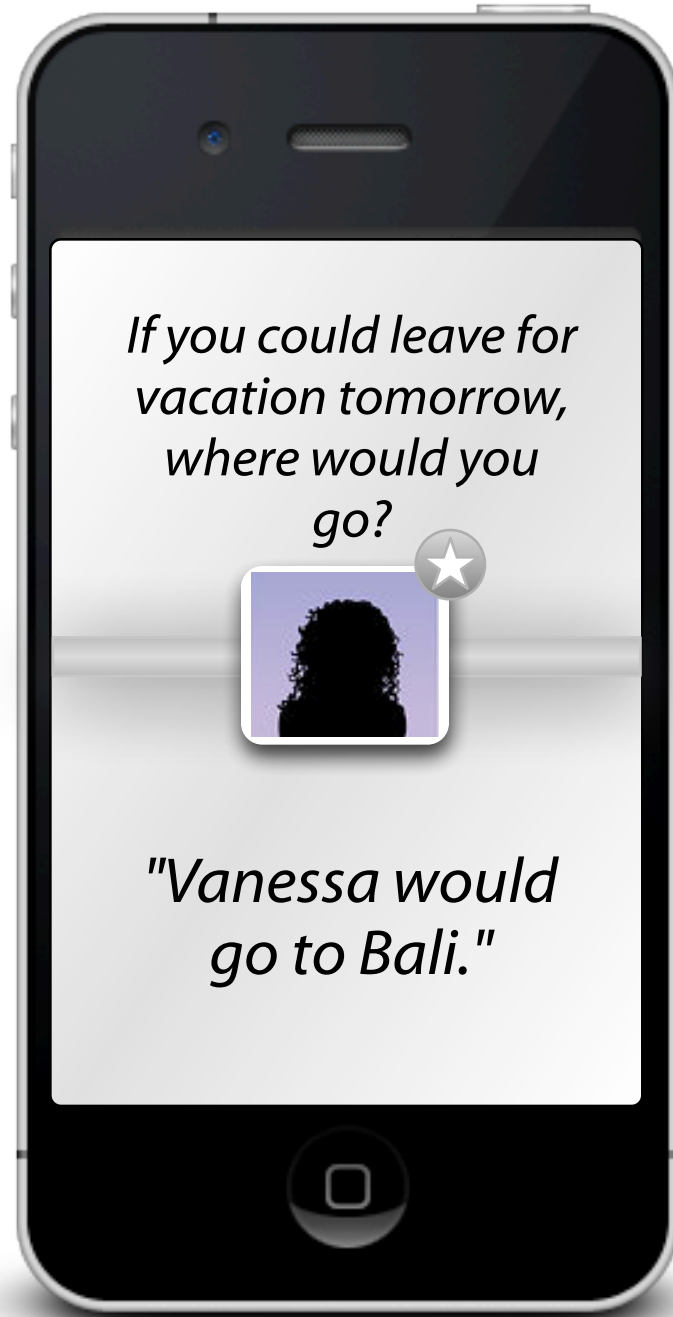 If you could leave for
vacation tomorrow,
where would you
go?
"Vanessa would
go to Bali."